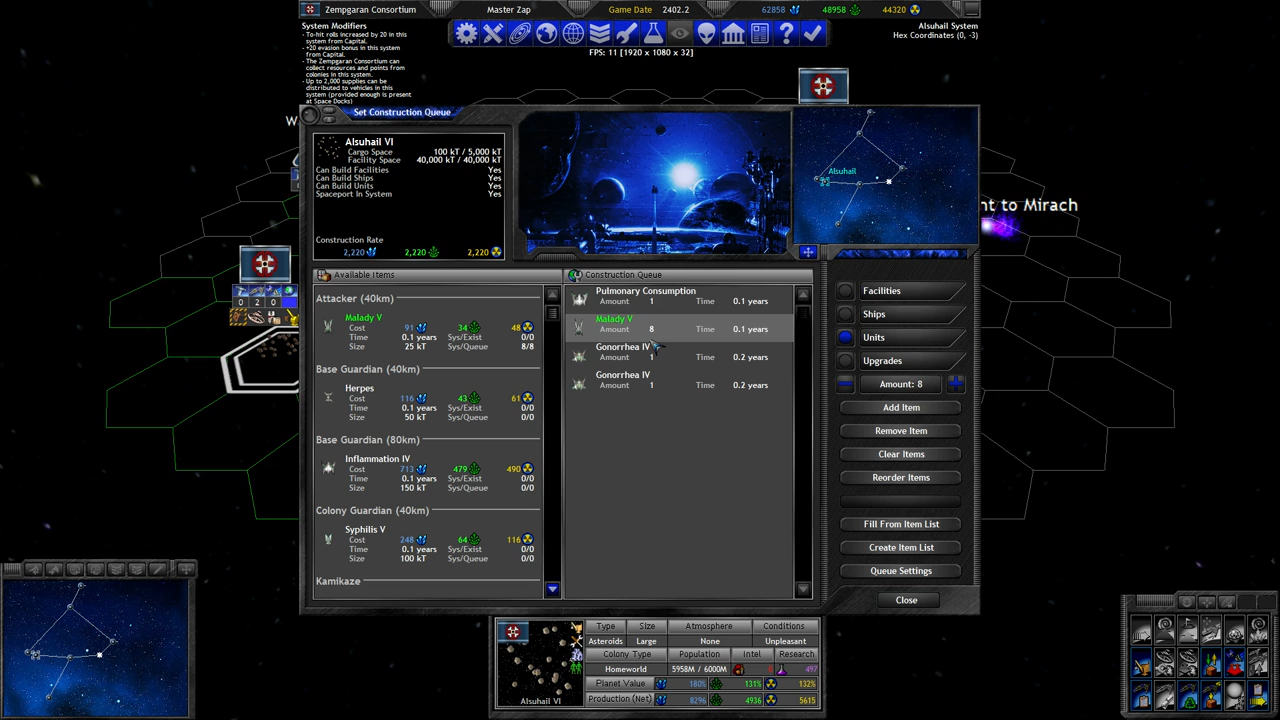 Zempgaran Consortium
Master Zap
Game Date 2402.2
62858
48958
44320
System Modifiers
- To-hit rolls increased by 20 in this
system from Capital.
- +20 evasion bonus in this system
from Capital.
- The Zempgaran Consortium can
collect resources and points from
colonies in this system.
- Up to 2,000 supplies can be
distributed to vehicles in this
system (provided enough is present
at Space Docks)
FPS: 11 [1920 x 1080 x 32]
Alsuhail System
Hex Coordinates (0, -3)
Set Construction Queue
Alsuhail VI
Cargo Space 100 kT / 5,000 kT
Facility Space 40,000 kT / 40,000 kT
Can Build Facilities Yes
Can Build Ships Yes
Can Build Units Yes
Spaceport In System Yes
Construction Rate
2,220 2,220 2,220
Alsuhail
nt to Mirach
Available Items
Attacker (40km)
Malady V
Cost 91 34 48
Time 0.1 years Sys/Exist 0/0
Size 25 kT Sys/Queue 8/8
Base Guardian (40km)
Herpes
Cost 116 43 61
Time 0.1 years Sys/Exist 0/0
Size 50 kT Sys/Queue 0/0
Base Guardian (80km)
Inflammation IV
Cost 713 479 490
Time 0.1 years Sys/Exist 0/0
Size 150 kT Sys/Queue 0/0
Colony Guardian (40km)
Syphilis V
Cost 248 64 116
Time 0.1 years Sys/Exist 0/0
Size 100 kT Sys/Queue 0/0
Kamikaze
Construction Queue
Pulmonary Consumption
Amount 1 Time 0.1 years
Malady V
Amount 8 Time 0.1 years
Gonorrhea IV
Amount 1 Time 0.2 years
Gonorrhea IV
Amount 1 Time 0.2 years
Facilities
Ships
Units
Upgrades
Amount: 8
Add Item
Remove Item
Clear Items
Reorder Items
Fill From Item List
Create Item List
Queue Settings
Close
0 2 0
Type Size Atmosphere Conditions
Asteroids Large None Unpleasant
Colony Type Population Intel Research
Homeworld 5958M / 6000M 497
Planet Value 180% 131% 132%
Production (Net) 8296 4936 5615
Alsuhail VI